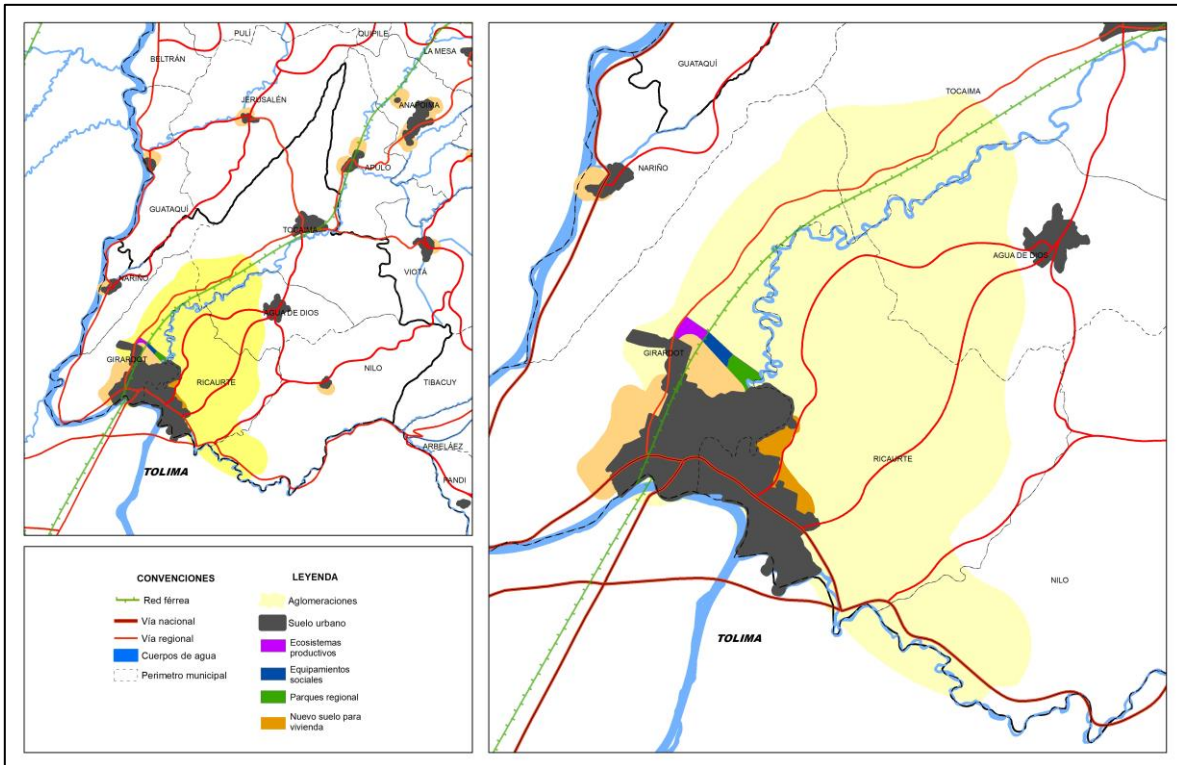 PULÍ
QUIPILE
LA MESA
BELTRÁN
JERUSALÉN
ANAPOIMA
APULO
GUATAQUÍ
TOCAIMA
VIOTÁ
NARIÑO
AGUA DE DIOS
GIRARDOT
NILO
RICAURTE
TIBACUY
ARBELÁEZ
TOLIMA
PANDI
CONVENCIONES
Red férrea
Vía nacional
Vía regional
Cuerpos de agua
Perimetro municipal
LEYENDA
Aglomeraciones
Suelo urbano
Ecosistemas
productivos
Equipamientos
sociales
Parques regional
Nuevo suelo para
vivienda
GUATAQUÍ
TOCAIMA
NARIÑO
AGUA DE DIOS
GIRARDOT
RICAURTE
NILO
TOLIMA